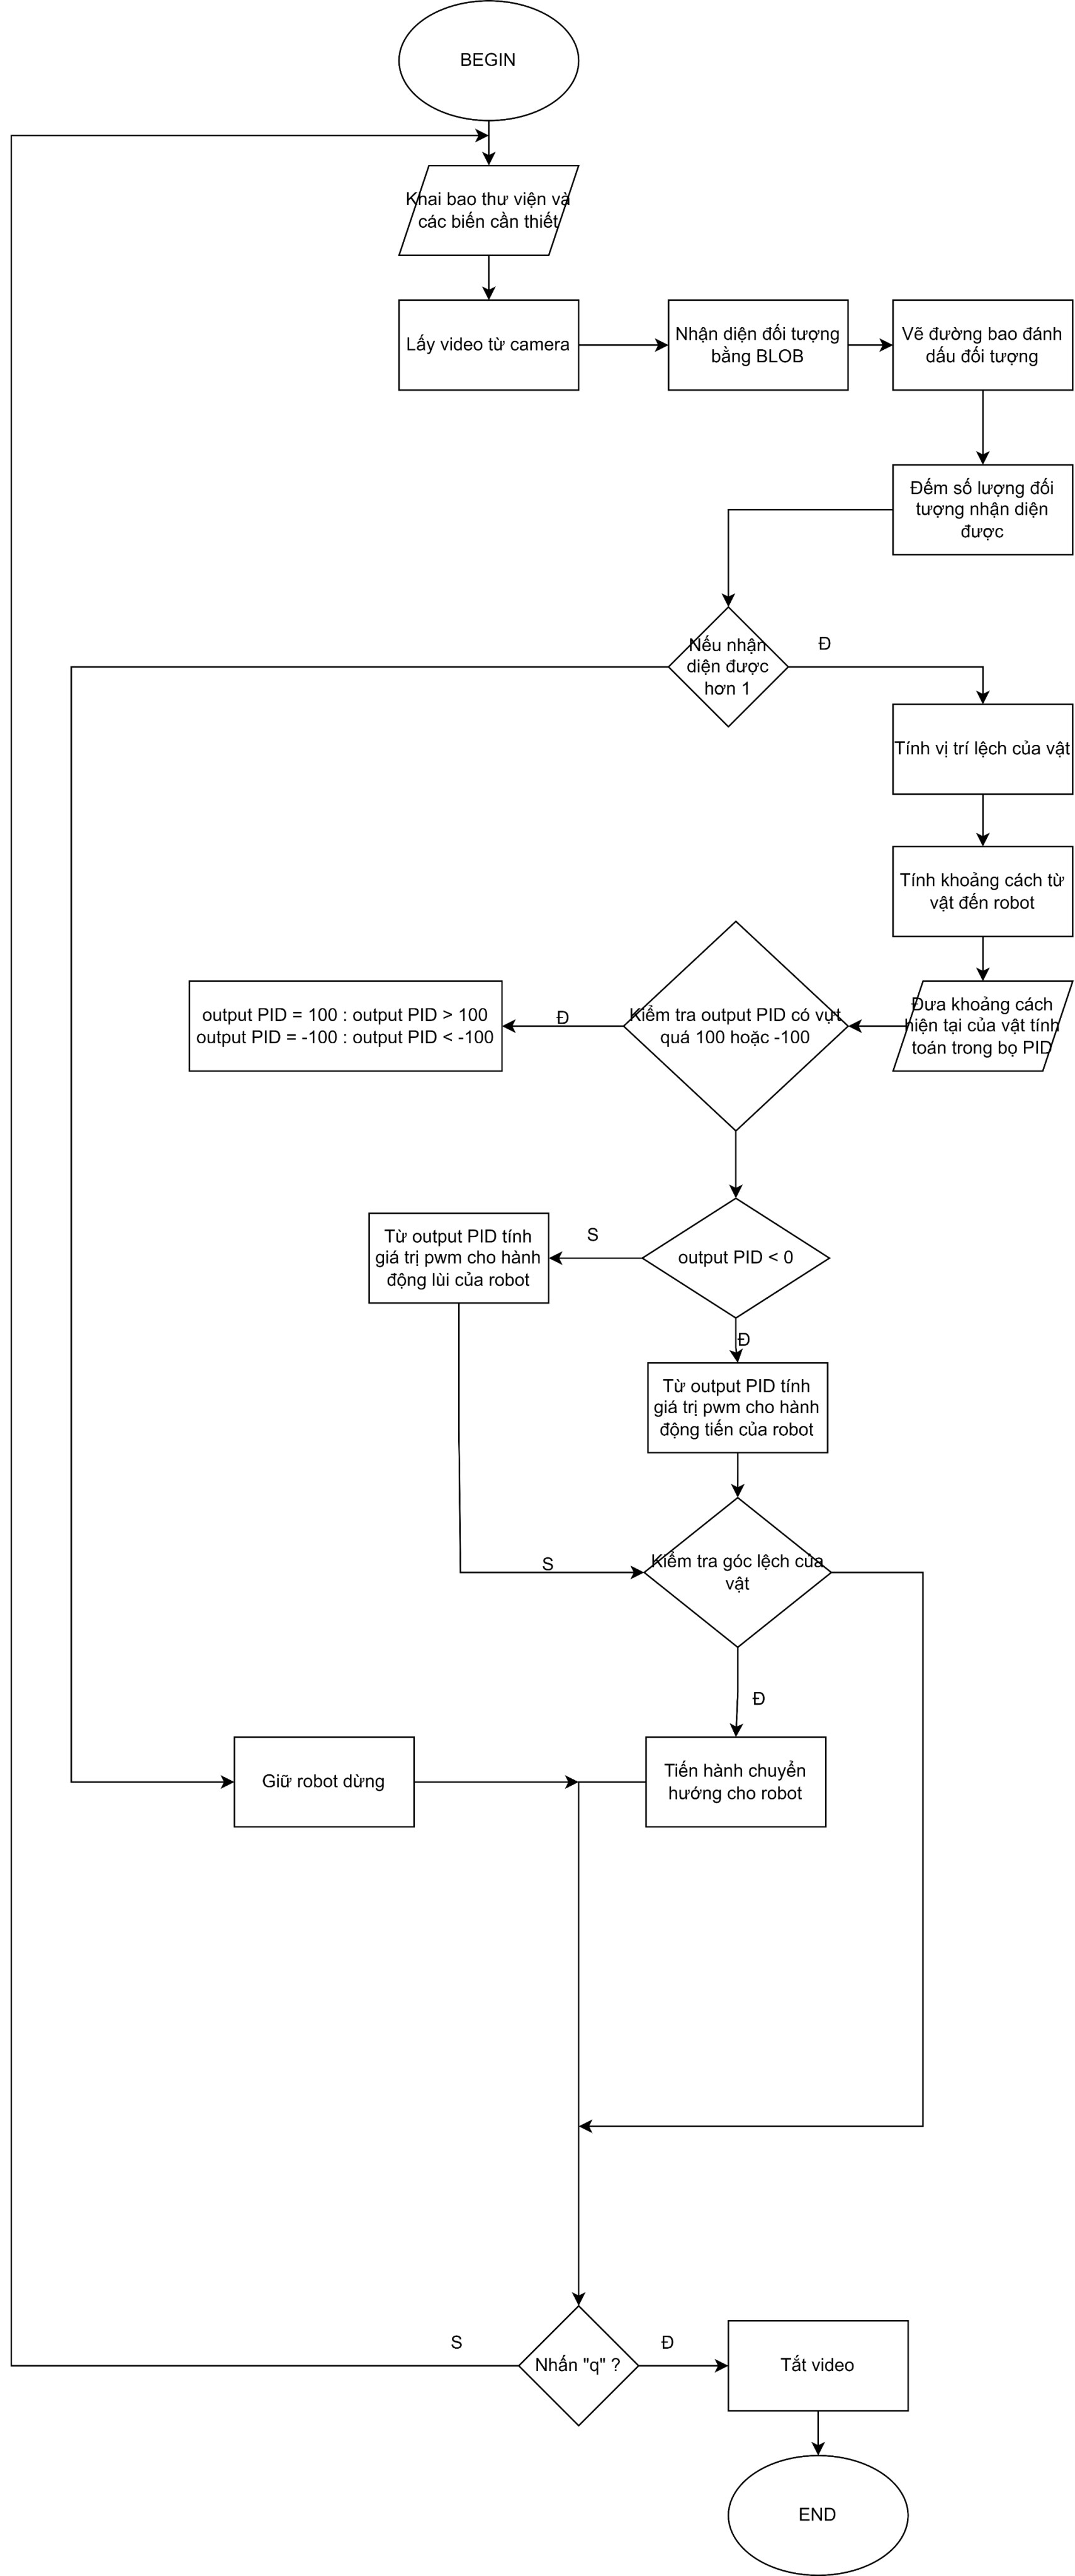 BEGIN
Khai bao thư viện và
các biến cần thiết
Lấy video từ camera
Nhận diện đối tượng
bằng BLOB
Vẽ đường bao đánh
dấu đối tượng
Đếm số lượng đối
tượng nhận diện
được
Nếu nhận
diện được
hơn 1
Đ
Tính vị trí lệch của vật
Tính khoảng cách từ
vật đến robot
Đưa khoảng cách
hiện tại của vật tính
toán trong bọ PID
Kiểm tra output PID có vựt
quá 100 hoặc -100
Đ
output PID = 100 : output PID > 100
output PID = -100 : output PID < -100
output PID < 0
S
Từ output PID tính
giá trị pwm cho hành
động lùi của robot
Đ
Từ output PID tính
giá trị pwm cho hành
động tiến của robot
Kiểm tra góc lệch của
vật
S
Đ
Giữ robot dừng
Tiến hành chuyển
hướng cho robot
S
Nhấn "q" ?
Đ
Tắt video
END